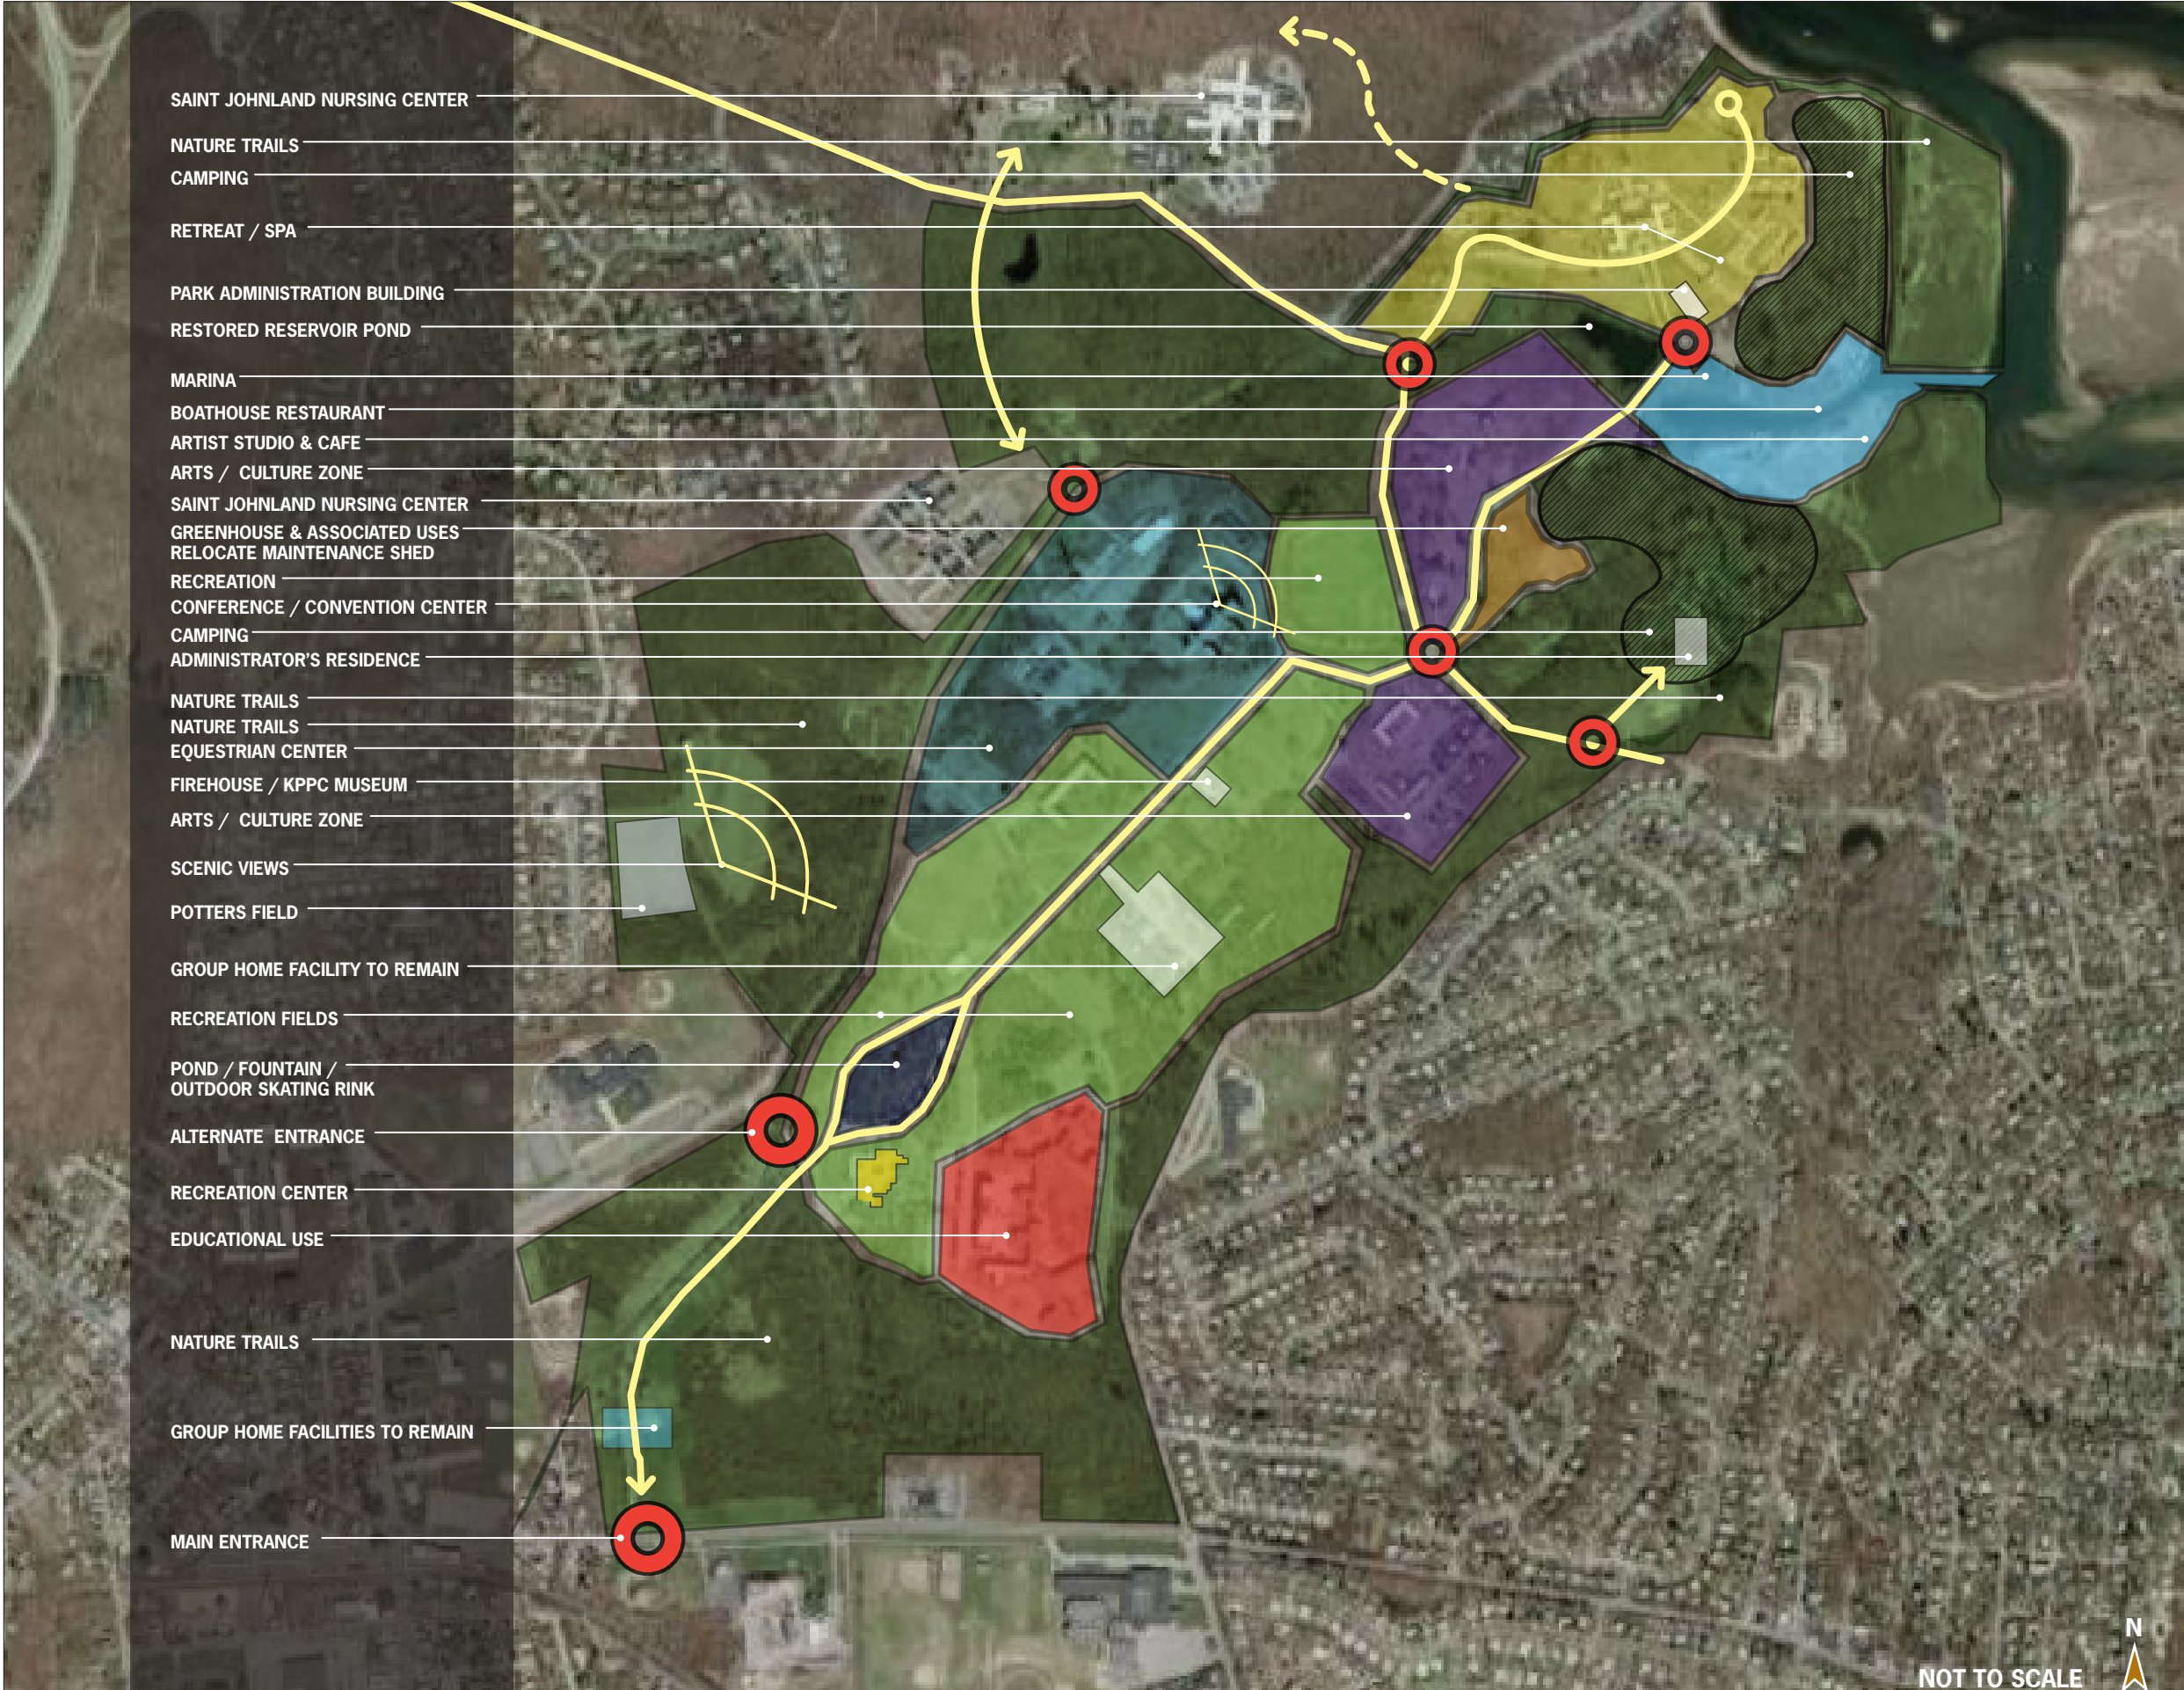 SAINT JOHNLAND NURSING CENTER
NATURE TRAILS
CAMPING
RETREAT / SPA
PARK ADMINISTRATION BUILDING
RESTORED RESERVOIR POND
MARINA
BOATHOUSE RESTAURANT
ARTIST STUDIO & CAFE
ARTS / CULTURE ZONE
SAINT JOHNLAND NURSING CENTER
GREENHOUSE & ASSOCIATED USES
RELOCATE MAINTENANCE SHED
RECREATION
CONFERENCE / CONVENTION CENTER
CAMPING
ADMINISTRATOR'S RESIDENCE
NATURE TRAILS
NATURE TRAILS
EQUESTRIAN CENTER
FIREHOUSE / KPPC MUSEUM
ARTS / CULTURE ZONE
SCENIC VIEWS
POTTERS FIELD
GROUP HOME FACILITY TO REMAIN
RECREATION FIELDS
POND / FOUNTAIN /
OUTDOOR SKATING RINK
ALTERNATE ENTRANCE
RECREATION CENTER
EDUCATIONAL USE
NATURE TRAILS
GROUP HOME FACILITIES TO REMAIN
MAIN ENTRANCE
N
NOT TO SCALE